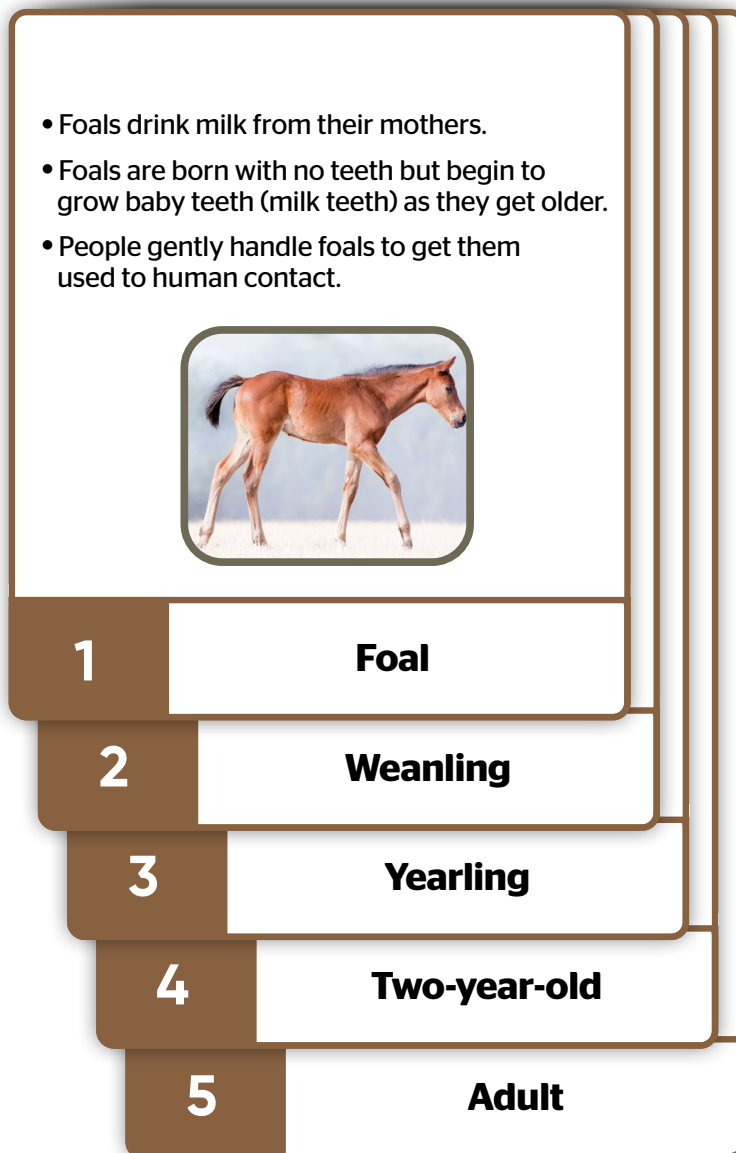 • Foals drink milk from their mothers.
• Foals are born with no teeth but begin to
grow baby teeth (milk teeth) as they get older.
• People gently handle foals to get them
used to human contact.
1 Foal
2 Weanling
3 Yearling
4 Two-year-old
5 Adult